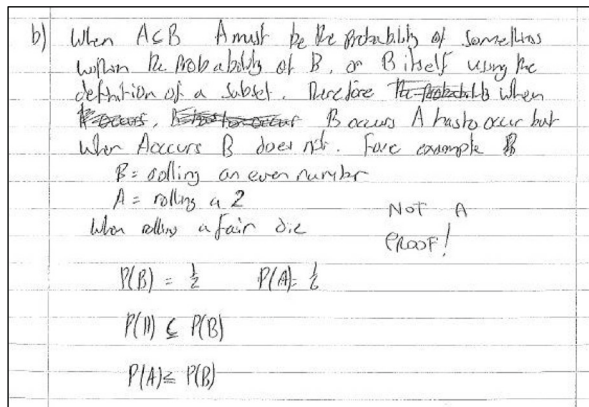 b) When A⊂B A must be the probability of something
within the probability of B, or B itself using the
definition of a subset. Therefore The probability when
B occurs A has to occur but
when A occurs B does not. For example
B = rolling an even number
A = rolling a 2
When rolling a fair die
NOT A
PROOF!
P(B) = 1/2 P(A) =
P(A) ⊆ P(B)
P(A) ≤ P(B)